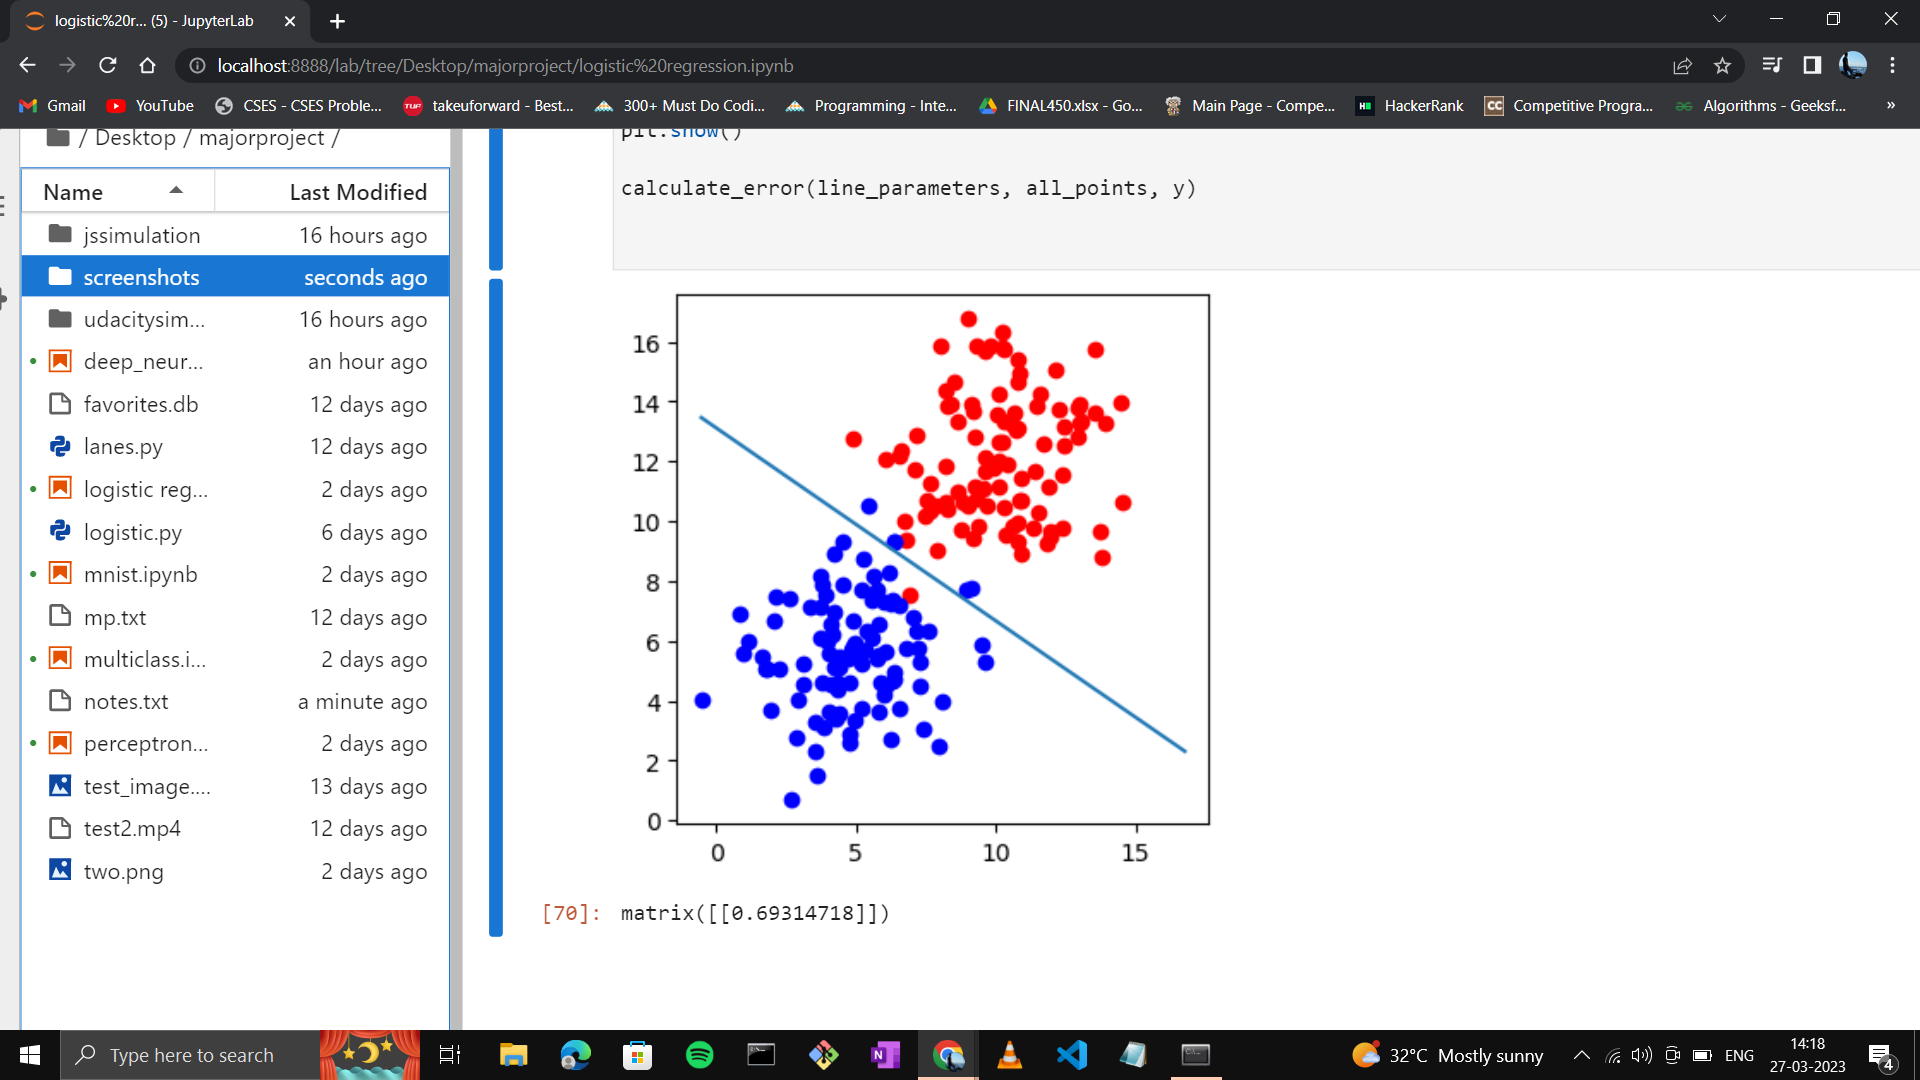 logistic%20r... (5) - JupyterLab
localhost:8888/lab/tree/Desktop/majorproject/logistic%20regression.ipynb
Gmail YouTube CSES - CSES Proble... takeuforward - Best... 300+ Must Do Codi... Programming - Inte... FINAL450.xlsx - Go... Main Page - Compe... HackerRank Competitive Progra... Algorithms - Geeksf... »
/ Desktop / majorproject /
Name Last Modified
jssimulation 16 hours ago
screenshots seconds ago
udacitysim... 16 hours ago
deep_neur... an hour ago
favorites.db 12 days ago
lanes.py 12 days ago
logistic reg... 2 days ago
logistic.py 6 days ago
mnist.ipynb 2 days ago
mp.txt 12 days ago
multiclass.i... 2 days ago
notes.txt a minute ago
perceptron... 2 days ago
test_image.... 13 days ago
test2.mp4 12 days ago
two.png 2 days ago
plt.show()
calculate_error(line_parameters, all_points, y)
16
14
12
10
8
6
4
2
0
0 5 10 15
[70]: matrix([[0.69314718]])
Type here to search
32°C Mostly sunny
ENG
14:18
27-03-2023
4